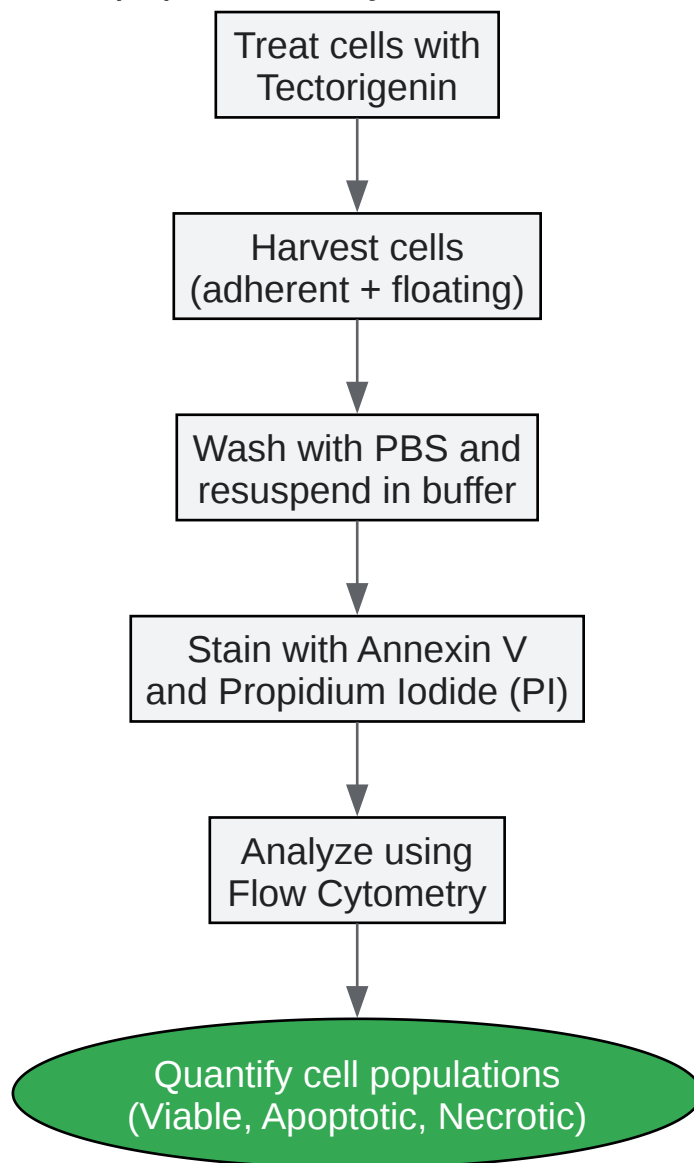 Treat cells with
Tectorigenin
Harvest cells
(adherent + floating)
Wash with PBS and
resuspend in buffer
Stain with Annexin V
and Propidium Iodide (PI)
Analyze using
Flow Cytometry
Quantify cell populations
(Viable, Apoptotic, Necrotic)